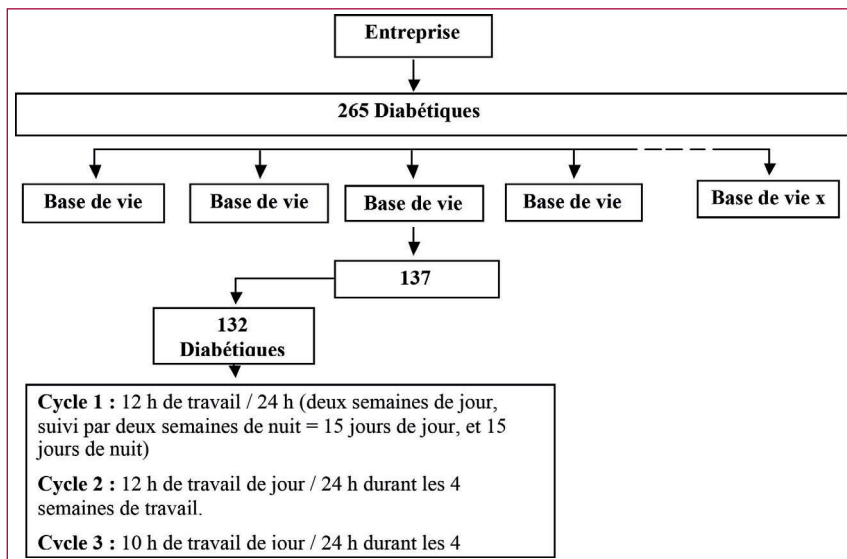 Entreprise
265 Diabétiques
Base de vie
Base de vie
Base de vie
Base de vie
Base de vie x
137
132
Diabétiques
Cycle 1 : 12 h de travail / 24 h (deux semaines de jour,
suivi par deux semaines de nuit = 15 jours de jour, et 15
jours de nuit)
Cycle 2 : 12 h de travail de jour / 24 h durant les 4
semaines de travail.
Cycle 3 : 10 h de travail de jour / 24 h durant les 4